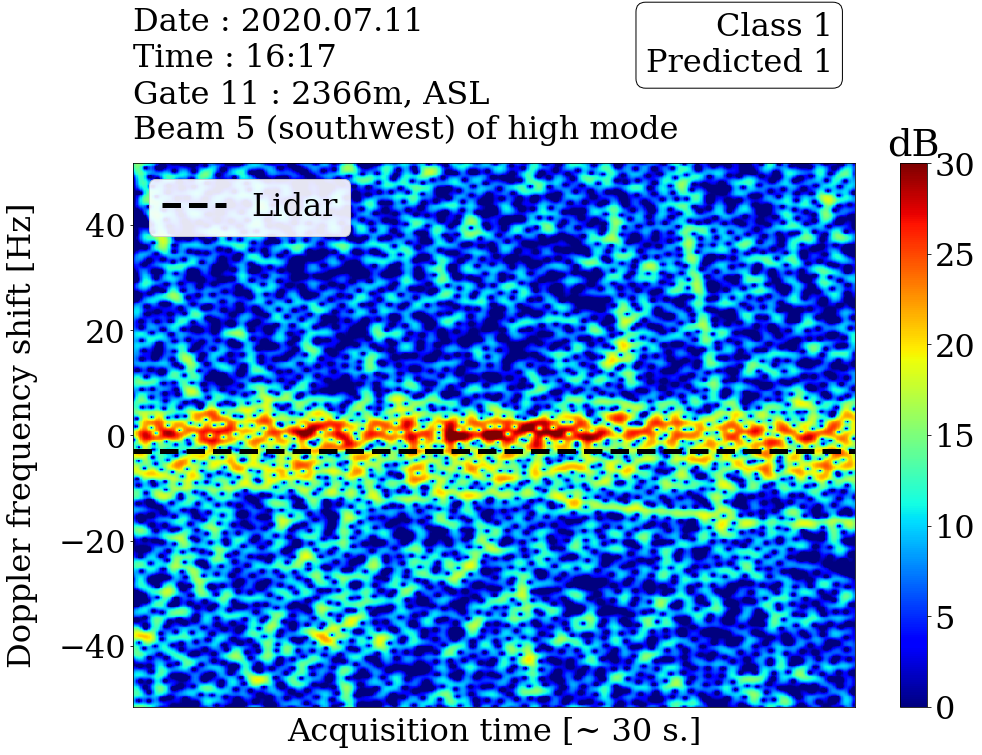 Date : 2020.07.11
Time : 16:17
Gate 11 : 2366m, ASL
Beam 5 (southwest) of high mode
Class 1
Predicted 1
dB
Lidar
Doppler frequency shift [Hz]
40
20
0
−20
−40
30
25
20
15
10
5
0
Acquisition time [~ 30 s.]